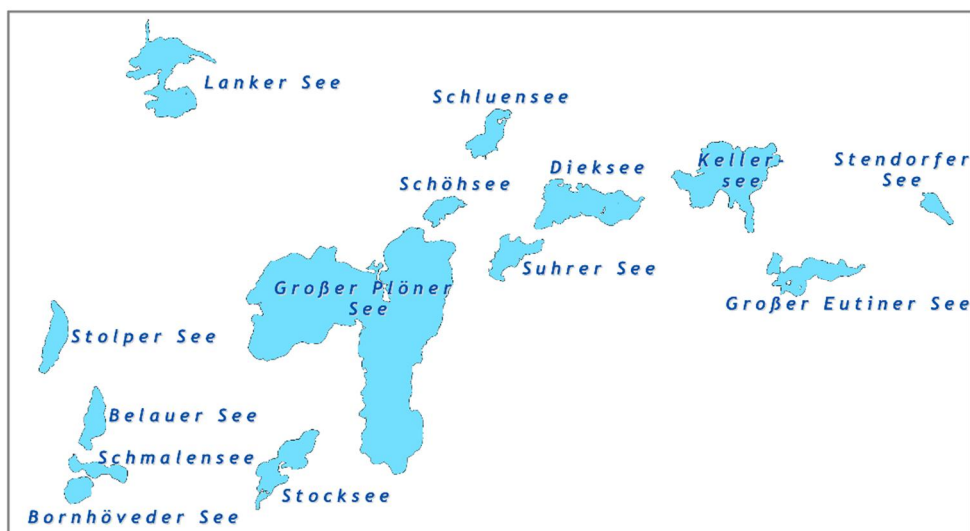 Lanker See
Schluensee
Schöhsee
Dieksee
Keller-
see
Stendorfer
See
Suhrer See
Großer Plöner
See
Großer Eutiner See
Stolper See
Belauer See
Schmalensee
Stocksee
Bornhöveder See